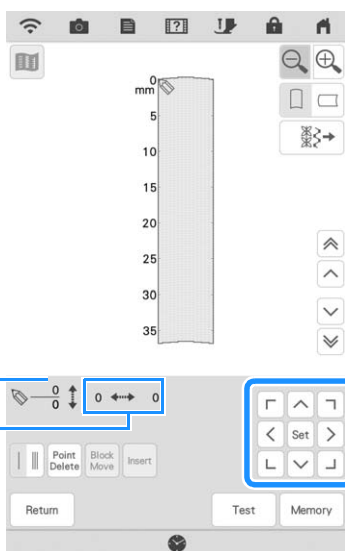 0
mm
5
10
15
20
25
30
35
0
0
0 0
Set
Point
Delete
Block
Move
Insert
Return
Test
Memory